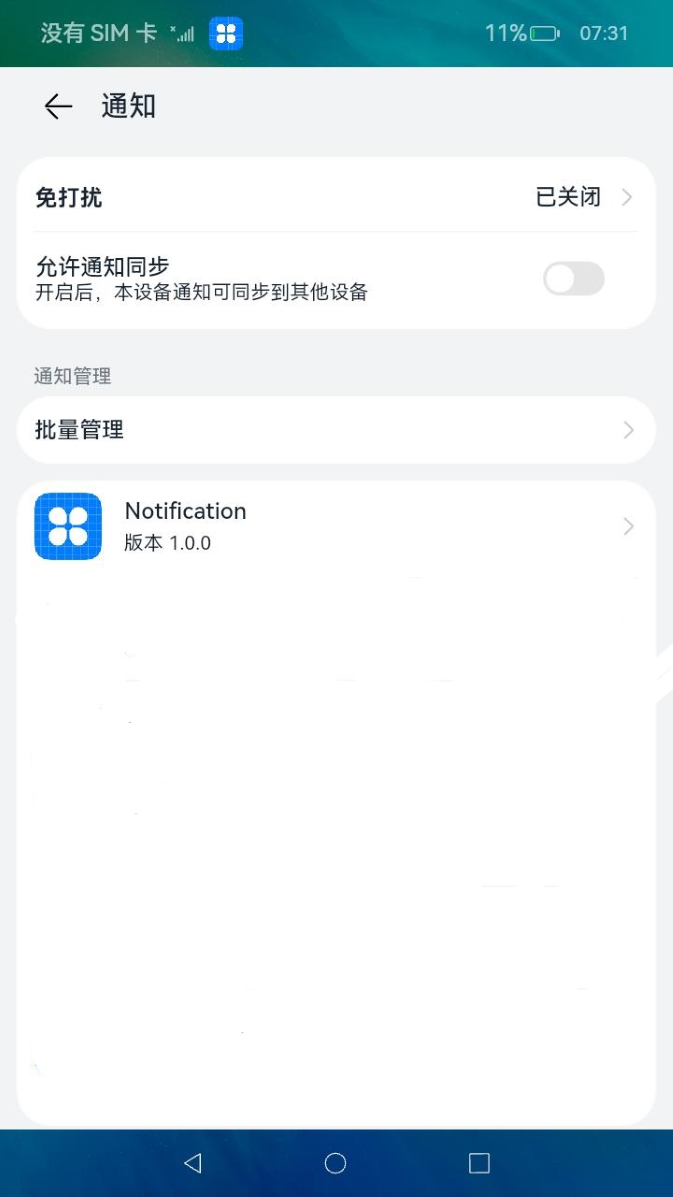 没有 SIM 卡 11% 07:31
通知
免打扰 已关闭
允许通知同步
开启后，本设备通知可同步到其他设备
通知管理
批量管理
Notification
版本 1.0.0